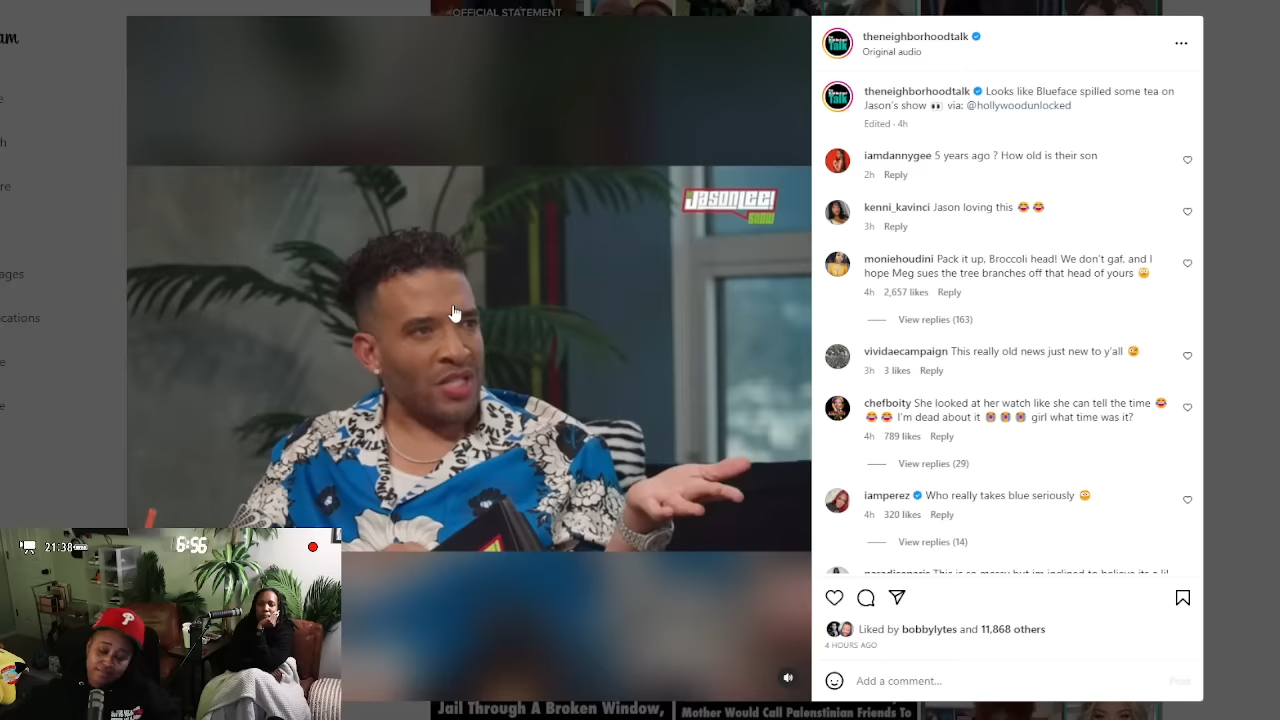 OFFICIAL STATEMENT
theneighborhoodtalk
Original audio
theneighborhoodtalk Looks like Blueface spilled some tea on
Jason's show 👀 via: @hollywoodunlocked
Edited · 4h
iamdannygee 5 years ago ? How old is their son
2h Reply
kenni_kavinci Jason loving this 😂 😂
3h Reply
moniehoudini Pack it up, Broccoli head! We don't gaf, and I
hope Meg sues the tree branches off that head of yours
4h 2,657 likes Reply
View replies (163)
vividaecampaign This really old news just new to y'all
3h 3 likes Reply
chefboity She looked at her watch like she can tell the time 😂
😂 😂 I'm dead about it 😭 😭 😭 girl what time was it?
4h 789 likes Reply
View replies (29)
iamperez Who really takes blue seriously
4h 320 likes Reply
View replies (14)
Liked by bobbylytes and 11,868 others
4 HOURS AGO
Add a comment...
Post
JASON LEE!
SHOW
Talk
Talk
21:38
6:56
P
Jail Through A Broken Window,
Mother Would Call Palenstinian Friends To